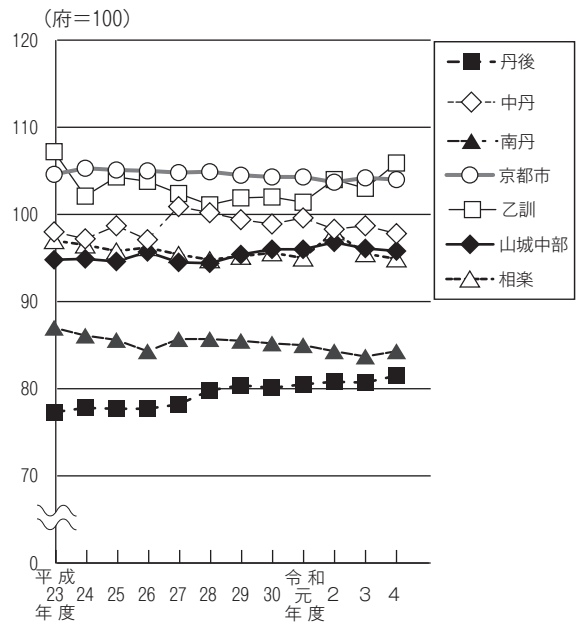 （府＝100）
120
110
100
90
80
70
0
丹後
中丹
南丹
京都市
乙訓
山城中部
相楽
平成 令和
23 24 25 26 27 28 29 30 元 2 3 4
年度 年度